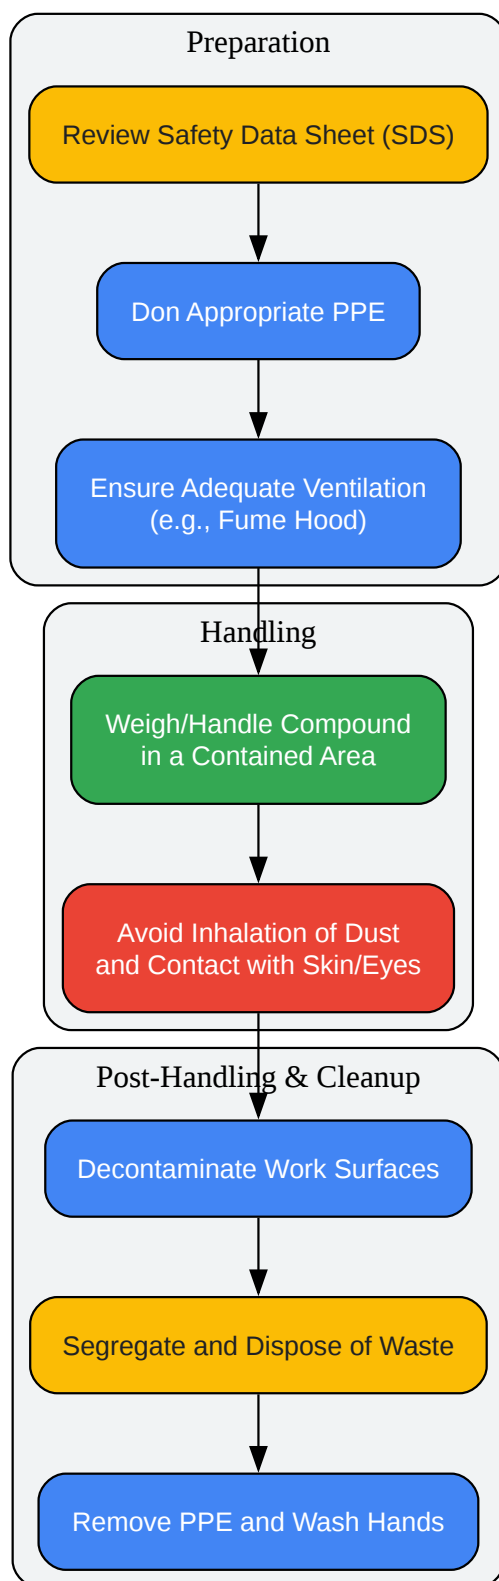 Preparation
Review Safety Data Sheet (SDS)
Don Appropriate PPE
Ensure Adequate Ventilation
(e.g., Fume Hood)
Handling
Weigh/Handle Compound
in a Contained Area
Avoid Inhalation of Dust
and Contact with Skin/Eyes
Post-Handling & Cleanup
Decontaminate Work Surfaces
Segregate and Dispose of Waste
Remove PPE and Wash Hands